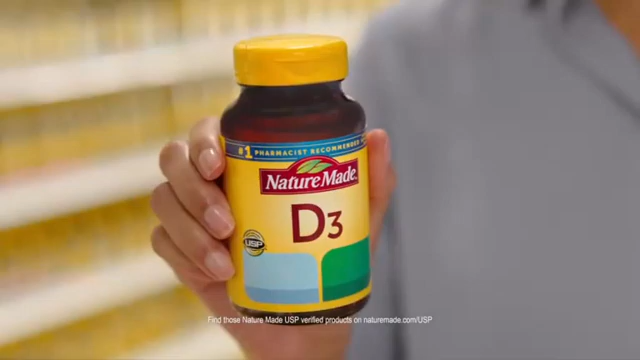 #1 PHARMACIST RECOMMENDED
Nature Made
D3
USP
Find those Nature Made USP verified products on naturemade.com/USP